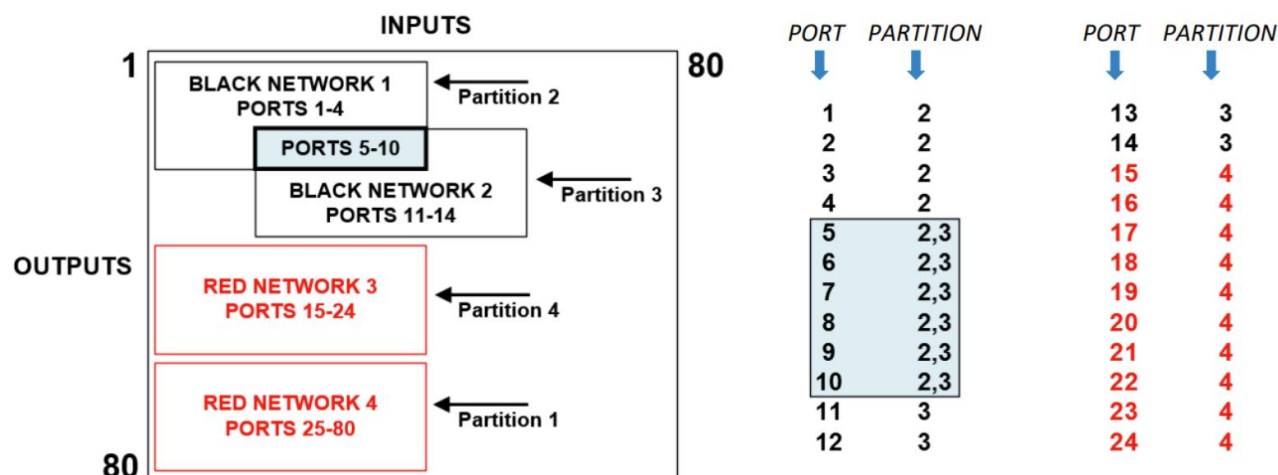 INPUTS
1
80
BLACK NETWORK 1
PORTS 1-4
Partition 2
PORTS 5-10
BLACK NETWORK 2
PORTS 11-14
Partition 3
OUTPUTS
RED NETWORK 3
PORTS 15-24
Partition 4
RED NETWORK 4
PORTS 25-80
Partition 1
80
PORT PARTITION
1 2
2 2
3 2
4 2
5 2,3
6 2,3
7 2,3
8 2,3
9 2,3
10 2,3
11 3
12 3
PORT PARTITION
13 3
14 3
15 4
16 4
17 4
18 4
19 4
20 4
21 4
22 4
23 4
24 4